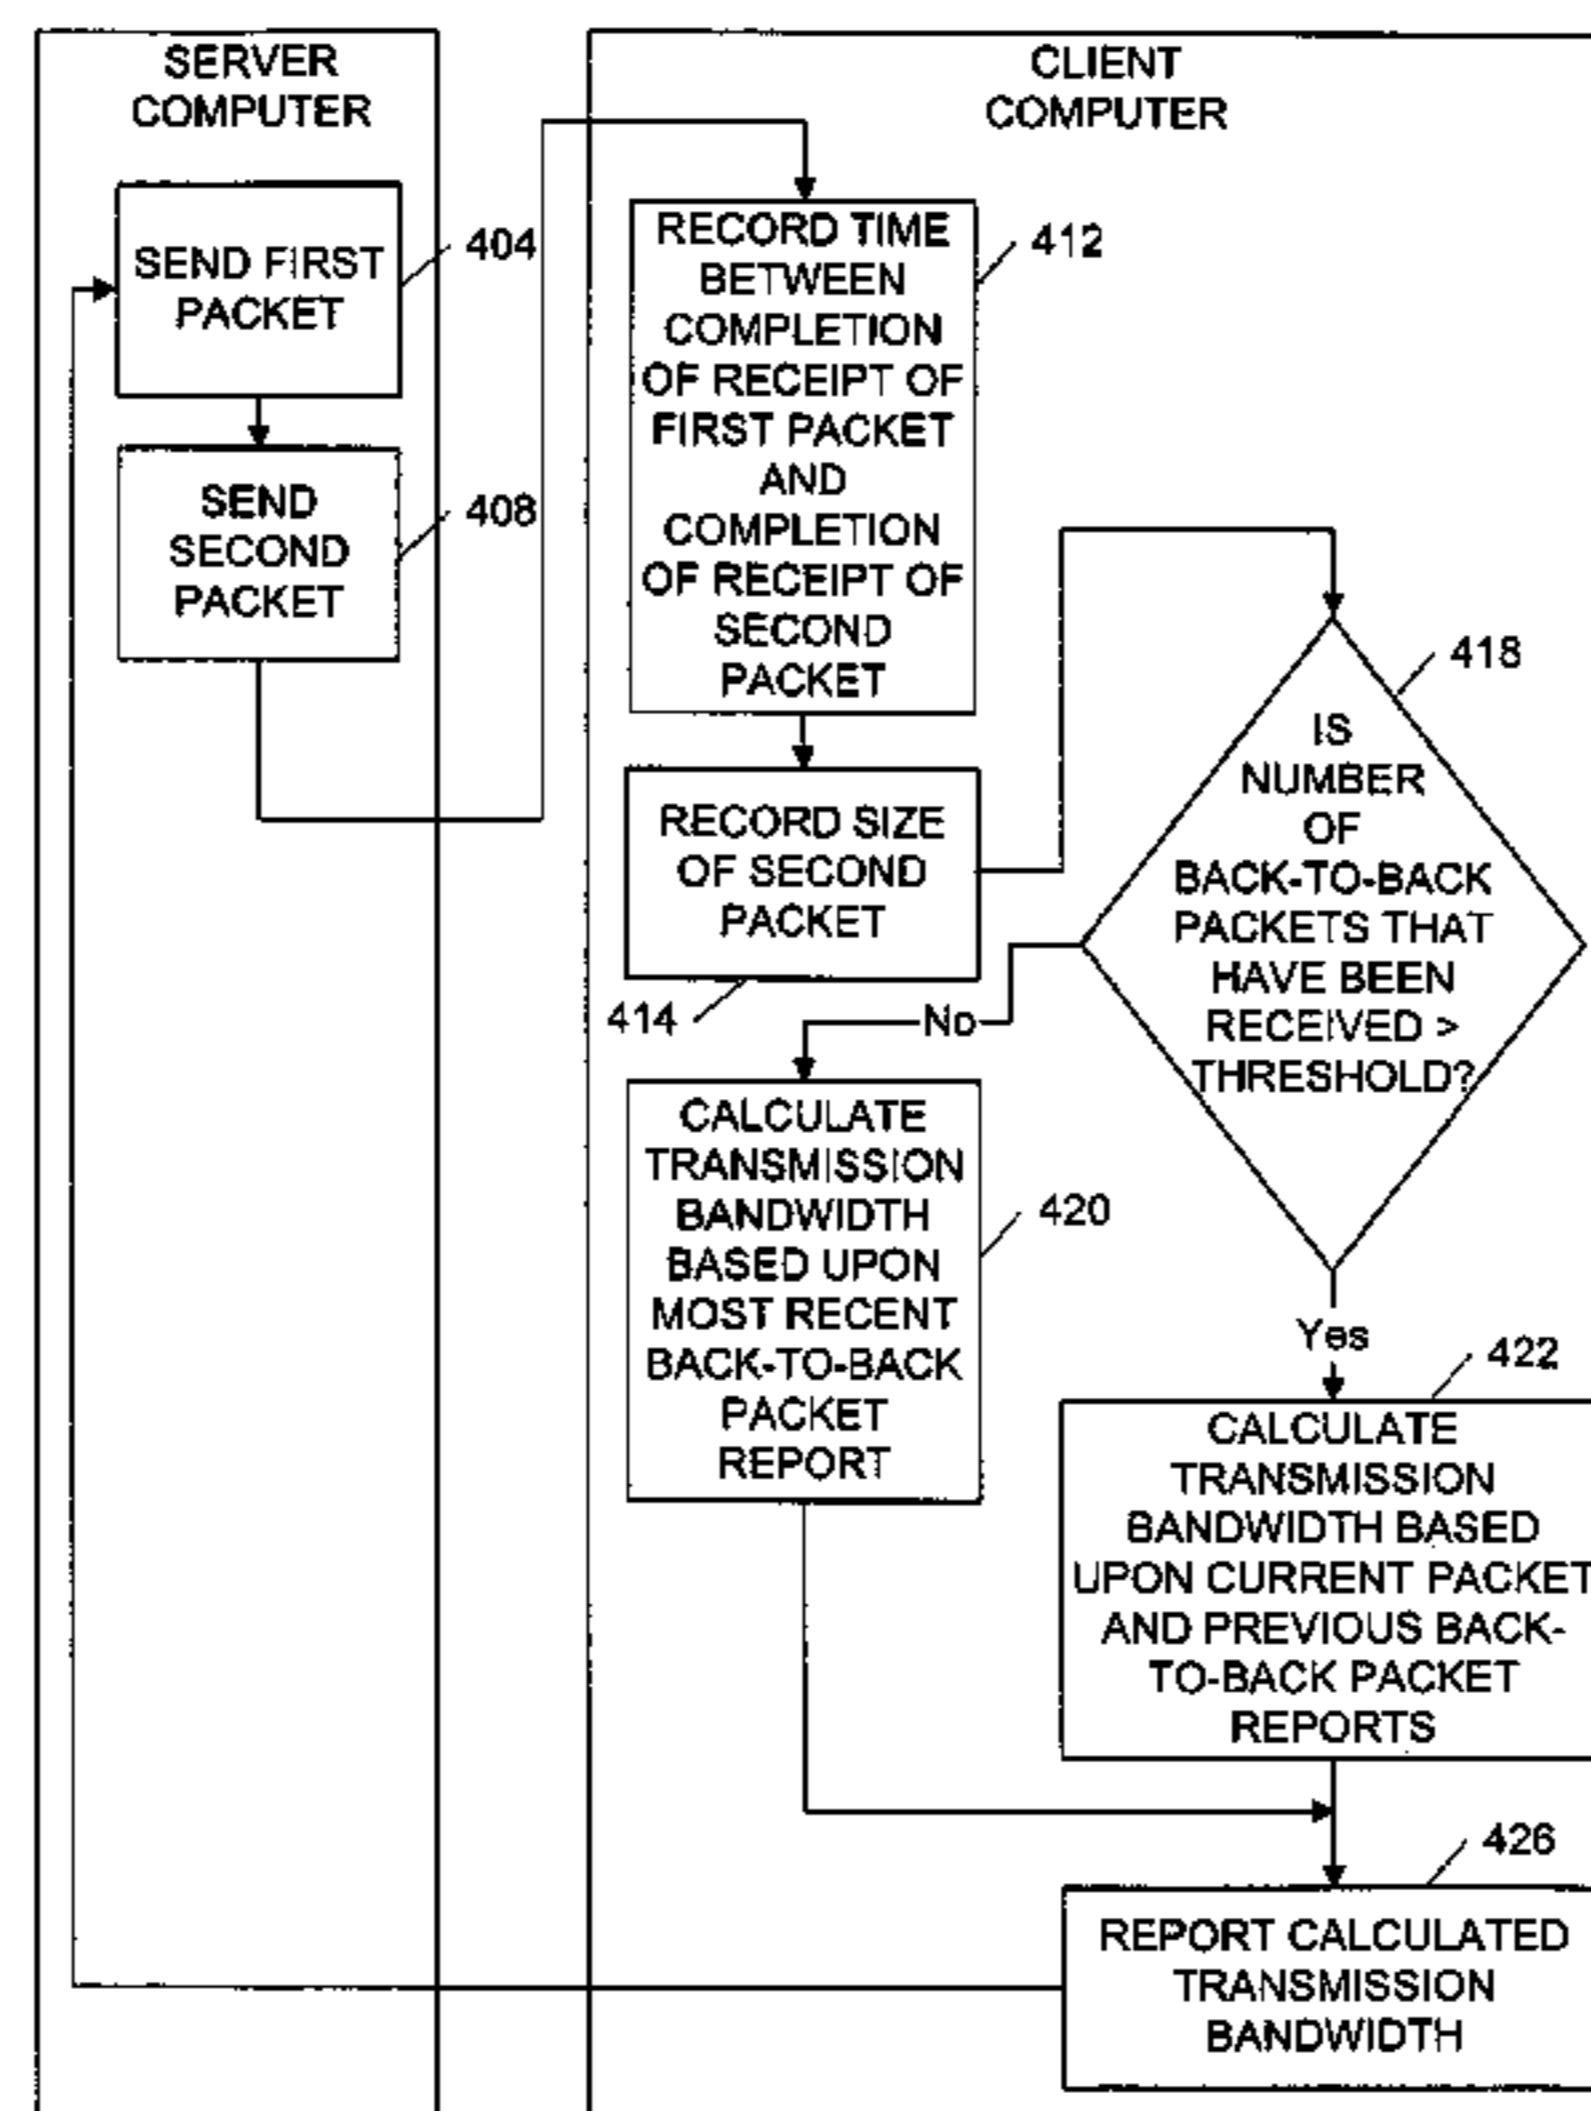 SERVER
COMPUTER
CLIENT
COMPUTER
SEND FIRST
PACKET
404
SEND
SECOND
PACKET
408
RECORD TIME
BETWEEN
COMPLETION
OF RECEIPT OF
FIRST PACKET
AND
COMPLETION
OF RECEIPT OF
SECOND
PACKET
412
RECORD SIZE
OF SECOND
PACKET
414
IS
NUMBER
OF
BACK-TO-BACK
PACKETS THAT
HAVE BEEN
RECEIVED >
THRESHOLD?
418
No
CALCULATE
TRANSMISSION
BANDWIDTH
BASED UPON
MOST RECENT
BACK-TO-BACK
PACKET
REPORT
420
Yes
422
CALCULATE
TRANSMISSION
BANDWIDTH BASED
UPON CURRENT PACKET
AND PREVIOUS BACK-
TO-BACK PACKET
REPORTS
426
REPORT CALCULATED
TRANSMISSION
BANDWIDTH